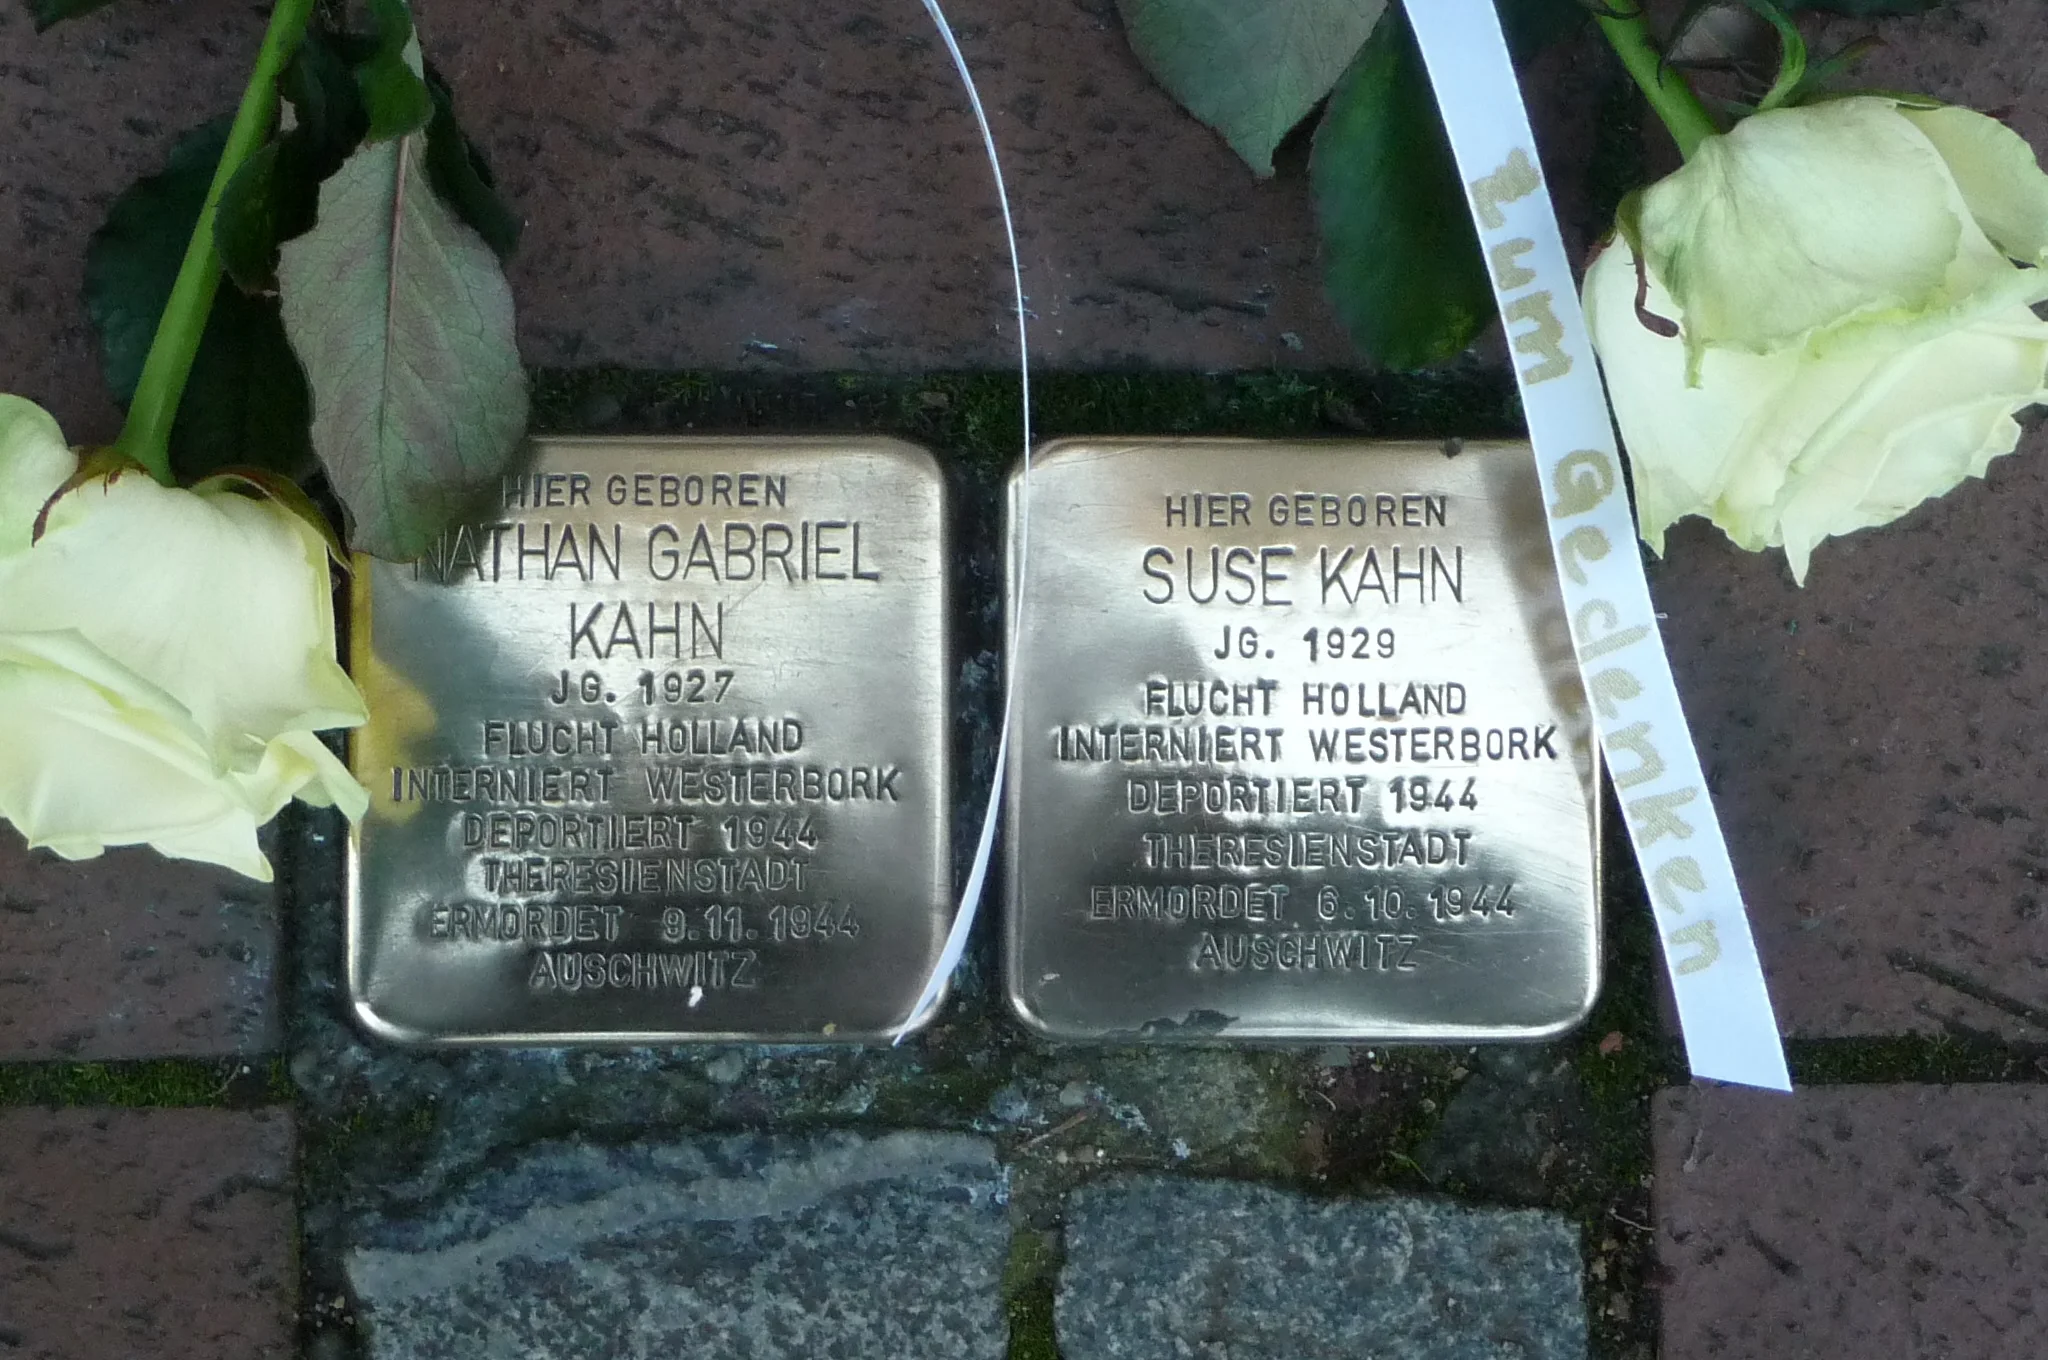 HIER GEBOREN
NATHAN GABRIEL
KAHN
JG. 1927
FLUCHT HOLLAND
INTERNIERT WESTERBORK
DEPORTIERT 1944
THERESIENSTADT
ERMORDET 9.11.1944
AUSCHWITZ
HIER GEBOREN
SUSE KAHN
JG. 1929
FLUCHT HOLLAND
INTERNIERT WESTERBORK
DEPORTIERT 1944
THERESIENSTADT
ERMORDET 6.10.1944
AUSCHWITZ
Zum Gedenken